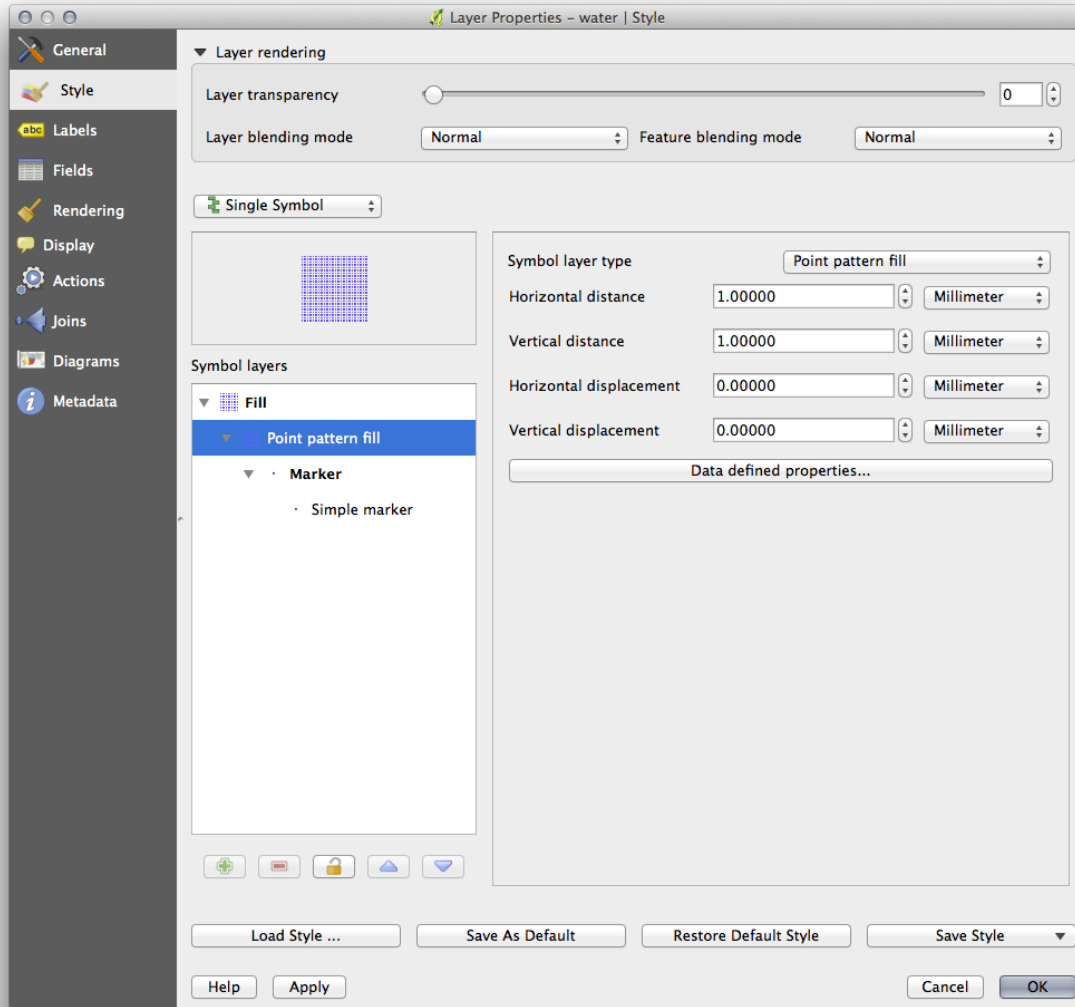 Layer Properties – water | Style
General
Style
abc Labels
Fields
Rendering
Display
Actions
Joins
Diagrams
Metadata
Layer rendering
Layer transparency 0
Layer blending mode Normal Feature blending mode Normal
Single Symbol
Symbol layers
Fill
Point pattern fill
Marker
Simple marker
Symbol layer type Point pattern fill
Horizontal distance 1.00000 Millimeter
Vertical distance 1.00000 Millimeter
Horizontal displacement 0.00000 Millimeter
Vertical displacement 0.00000 Millimeter
Data defined properties...
Load Style ... Save As Default Restore Default Style Save Style
Help Apply Cancel OK